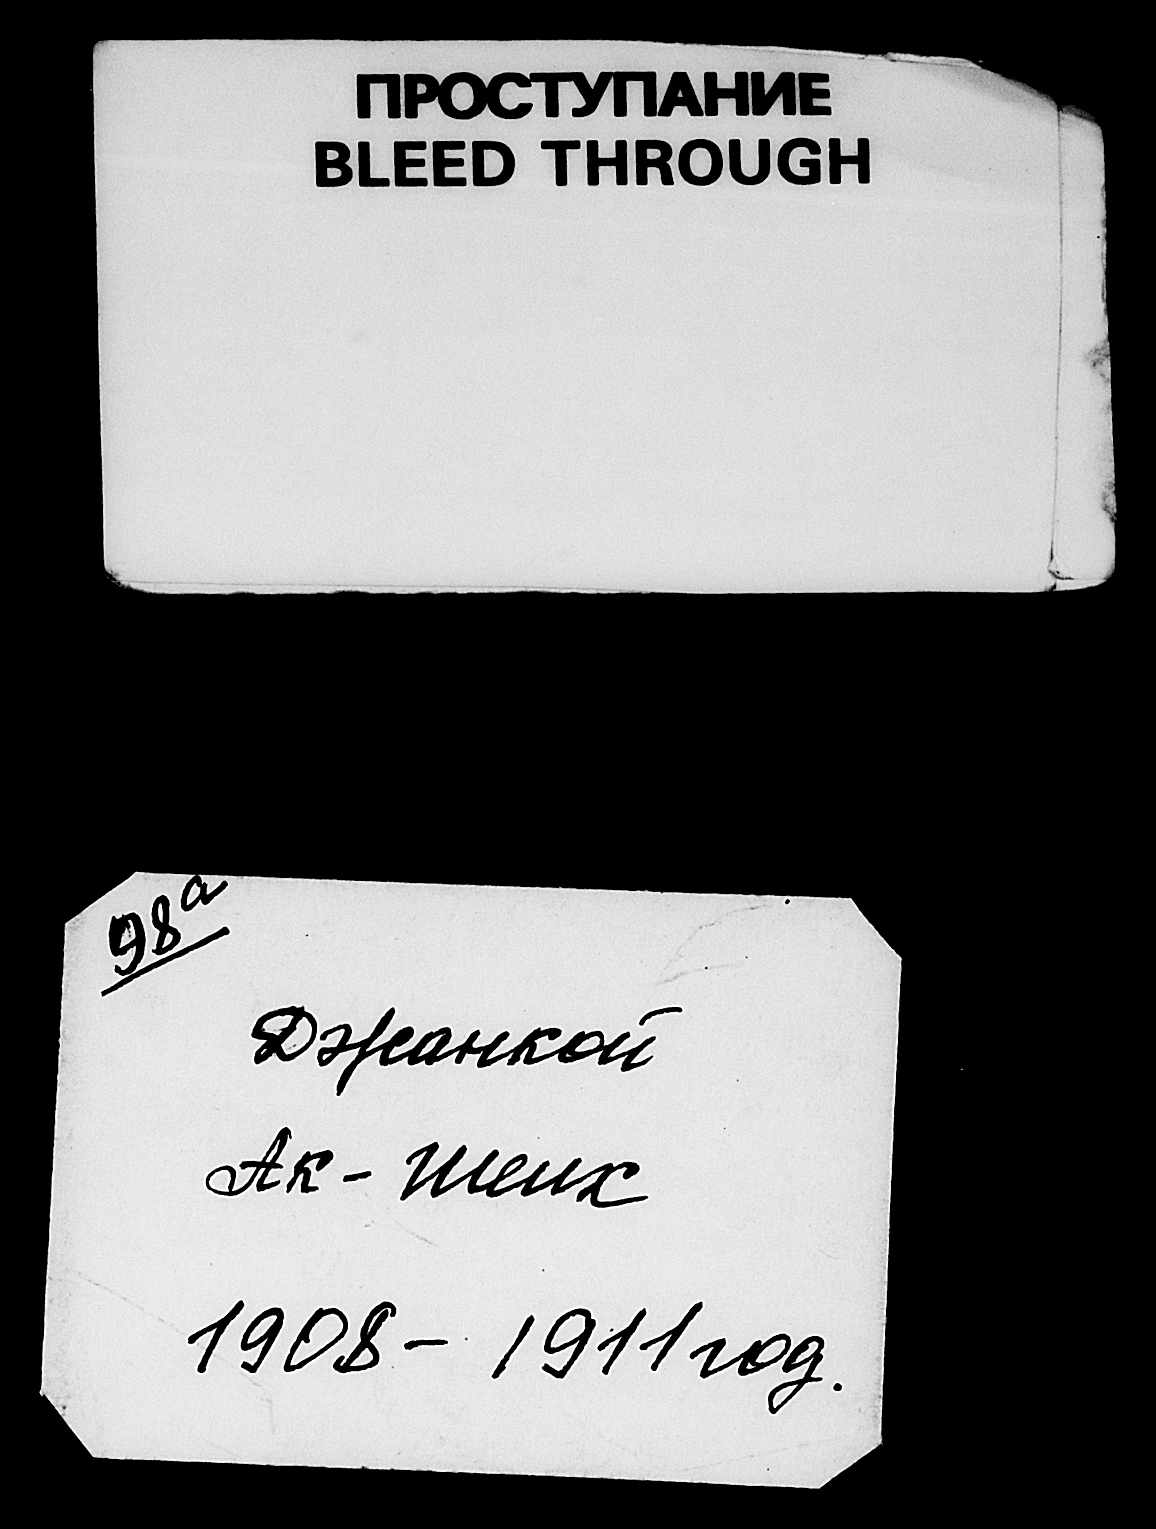 ПРОСТУПАНИЕ
BLEED THROUGH
98а
Джанкой
Ак-Шеих
1908- 1911 год.